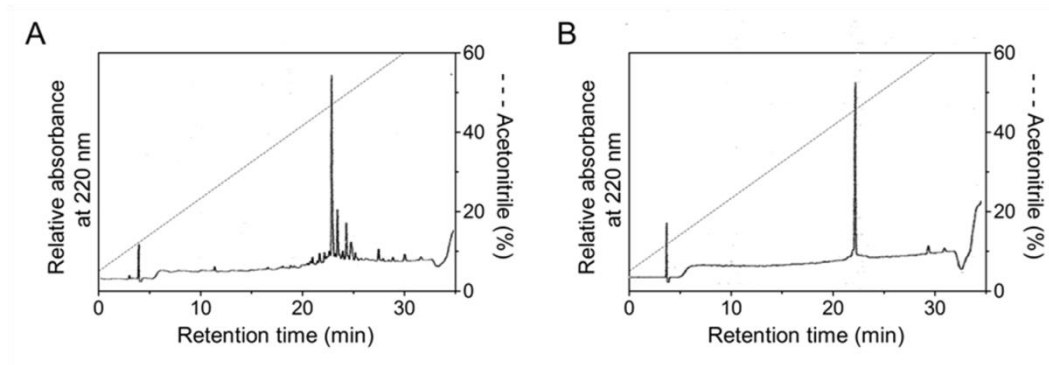 A
Relative absorbance
at 220 nm
60
40
20
0
--- Acetonitrile (%)
0 10 20 30
Retention time (min)
B
Relative absorbance
at 220 nm
60
40
20
0
--- Acetonitrile (%)
0 10 20 30
Retention time (min)